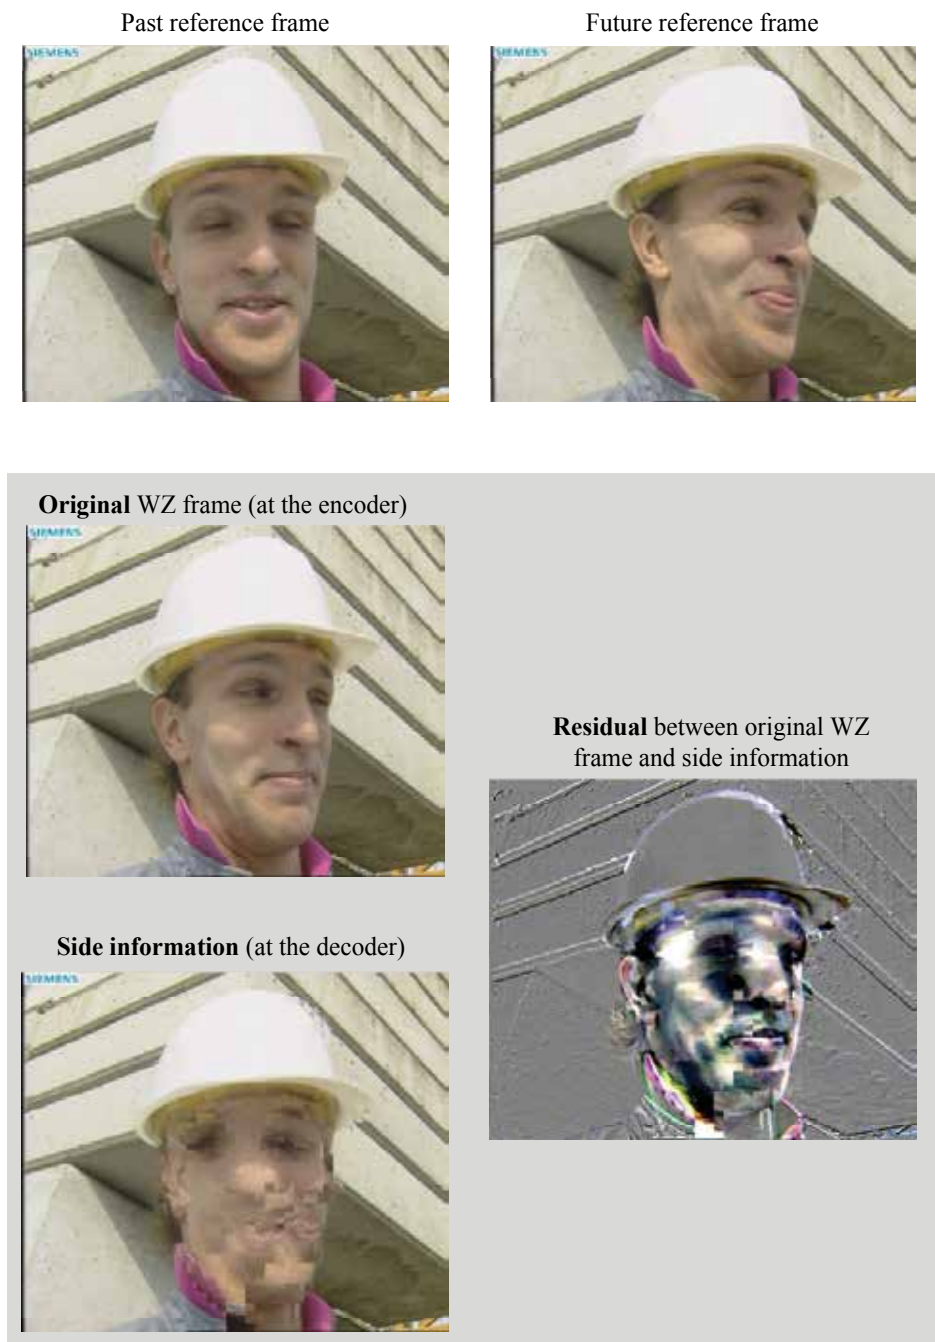 Past reference frame
Future reference frame
SIEMENS
SIEMENS
Original WZ frame (at the encoder)
SIEMENS
Residual between original WZ
frame and side information
Side information (at the decoder)
SIEMENS